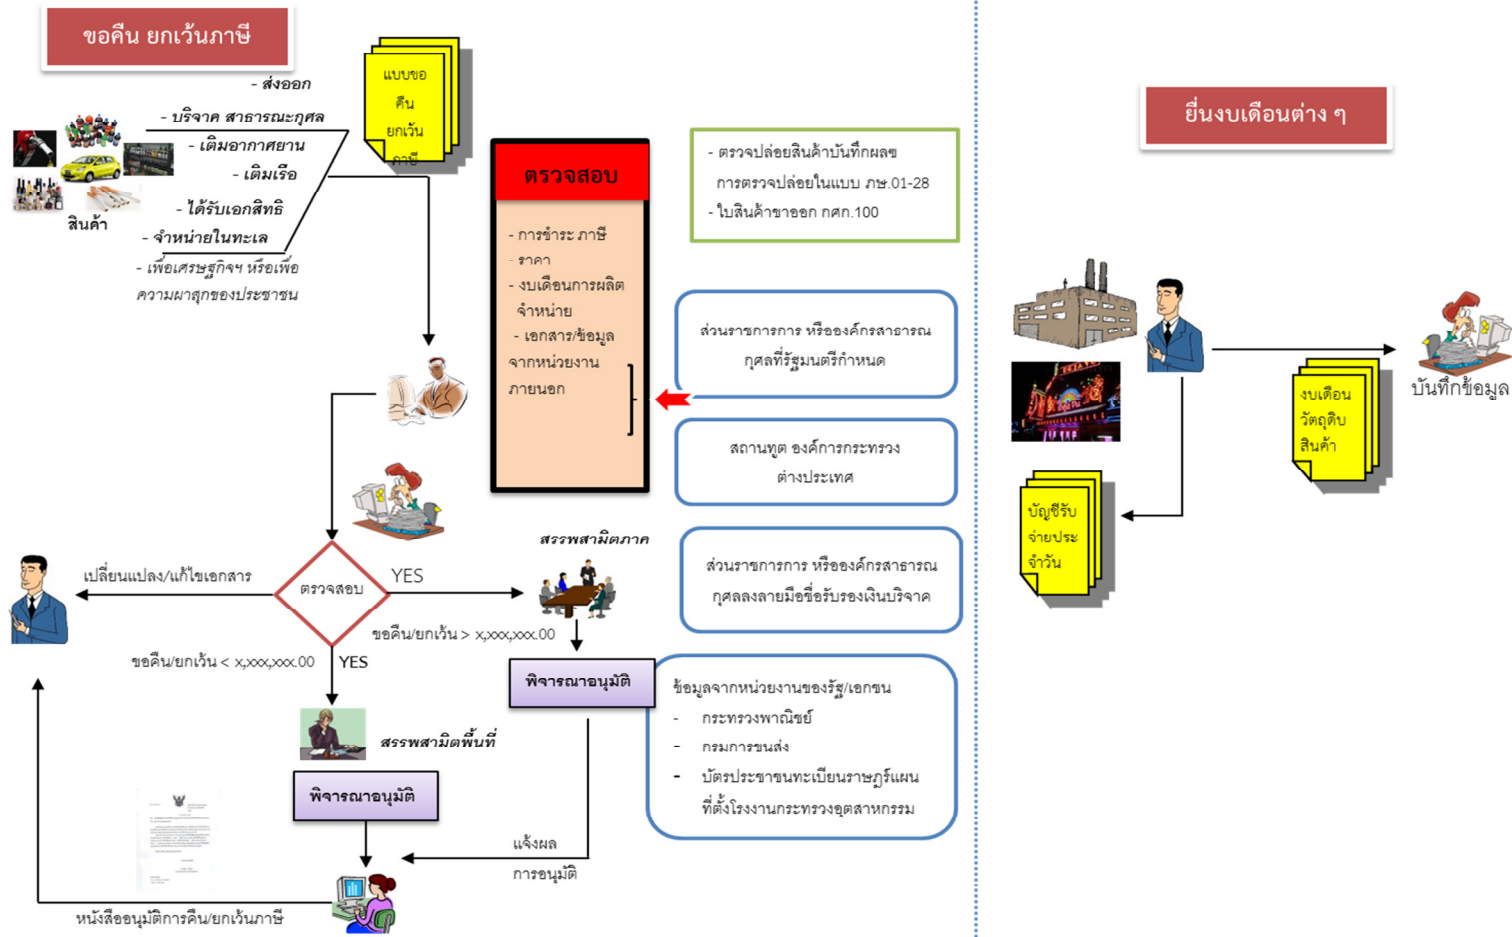 ขอคืน ยกเว้นภาษี
- ส่งออก
- บริจาค สาธารณะกุศล
- เติมอากาศยาน
- เติมเรือ
- ได้รับเอกสิทธิ
- จำหน่ายในทะเล
- เพื่อเศรษฐกิจฯ หรือเพื่อ
ความผาสุกของประชาชน
สินค้า
แบบขอ
คืน
ยกเว้น
ภาษี
ตรวจสอบ
- การชำระ ภาษี
- ราคา
- งบเดือนการผลิต
จำหน่าย
- เอกสาร/ข้อมูล
จากหน่วยงาน
ภายนอก
- ตรวจปล่อยสินค้าบันทึกผลฃ
การตรวจปล่อยในแบบ ภษ.01-28
- ใบสินค้าขาออก กศก.100
ส่วนราชการการ หรือองค์กรสาธารณ
กุศลที่รัฐมนตรีกำหนด
สถานทูต องค์การกระทรวง
ต่างประเทศ
ส่วนราชการการ หรือองค์กรสาธารณ
กุศลลงลายมือชื่อรับรองเงินบริจาค
ข้อมูลจากหน่วยงานของรัฐ/เอกชน
- กระทรวงพาณิชย์
- กรมการขนส่ง
- บัตรประชาชนทะเบียนราษฎร์แผน
ที่ตั้งโรงงานกระทรวงอุตสาหกรรม
เปลี่ยนแปลง/แก้ไขเอกสาร
ตรวจสอบ
YES
สรรพสามิตภาค
ขอคืน/ยกเว้น > x,xxx,xxx.00
ขอคืน/ยกเว้น < x,xxx,xxx.00
YES
พิจารณาอนุมัติ
สรรพสามิตพื้นที่
พิจารณาอนุมัติ
แจ้งผล
การอนุมัติ
หนังสืออนุมัติการคืน/ยกเว้นภาษี
ยื่นงบเดือนต่าง ๆ
งบเดือน
วัตถุดิบ
สินค้า
บันทึกข้อมูล
บัญชีรับ
จ่ายประ
จำวัน